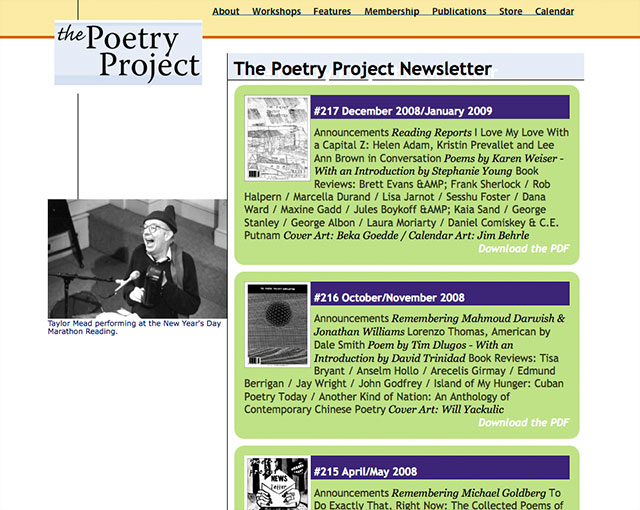 About Workshops Features Membership Publications Store Calendar
the Poetry
Project
The Poetry Project Newsletter
#217 December 2008/January 2009
Announcements Reading Reports I Love My Love With
a Capital Z: Helen Adam, Kristin Prevallet and Lee
Ann Brown in Conversation Poems by Karen Weiser -
With an Introduction by Stephanie Young Book
Reviews: Brett Evans &AMP; Frank Sherlock / Rob
Halpern / Marcella Durand / Lisa Jarnot / Sesshu Foster / Dana
Ward / Maxine Gadd / Jules Boykoff &AMP; Kaia Sand / George
Stanley / George Albon / Laura Moriarty / Daniel Comiskey & C.E.
Putnam Cover Art: Beka Goedde / Calendar Art: Jim Behrle
Download the PDF
Taylor Mead performing at the New Year's Day
Marathon Reading.
#216 October/November 2008
Announcements Remembering Mahmoud Darwish &
Jonathan Williams Lorenzo Thomas, American by
Dale Smith Poem by Tim Dlugos - With an
Introduction by David Trinidad Book Reviews: Tisa
Bryant / Anselm Hollo / Arecelis Girmay / Edmund
Berrigan / Jay Wright / John Godfrey / Island of My Hunger: Cuban
Poetry Today / Another Kind of Nation: An Anthology of
Contemporary Chinese Poetry Cover Art: Will Yackulic
Download the PDF
NEWS
letter
#215 April/May 2008
Announcements Remembering Michael Goldberg To
Do Exactly That, Right Now: The Collected Poems of